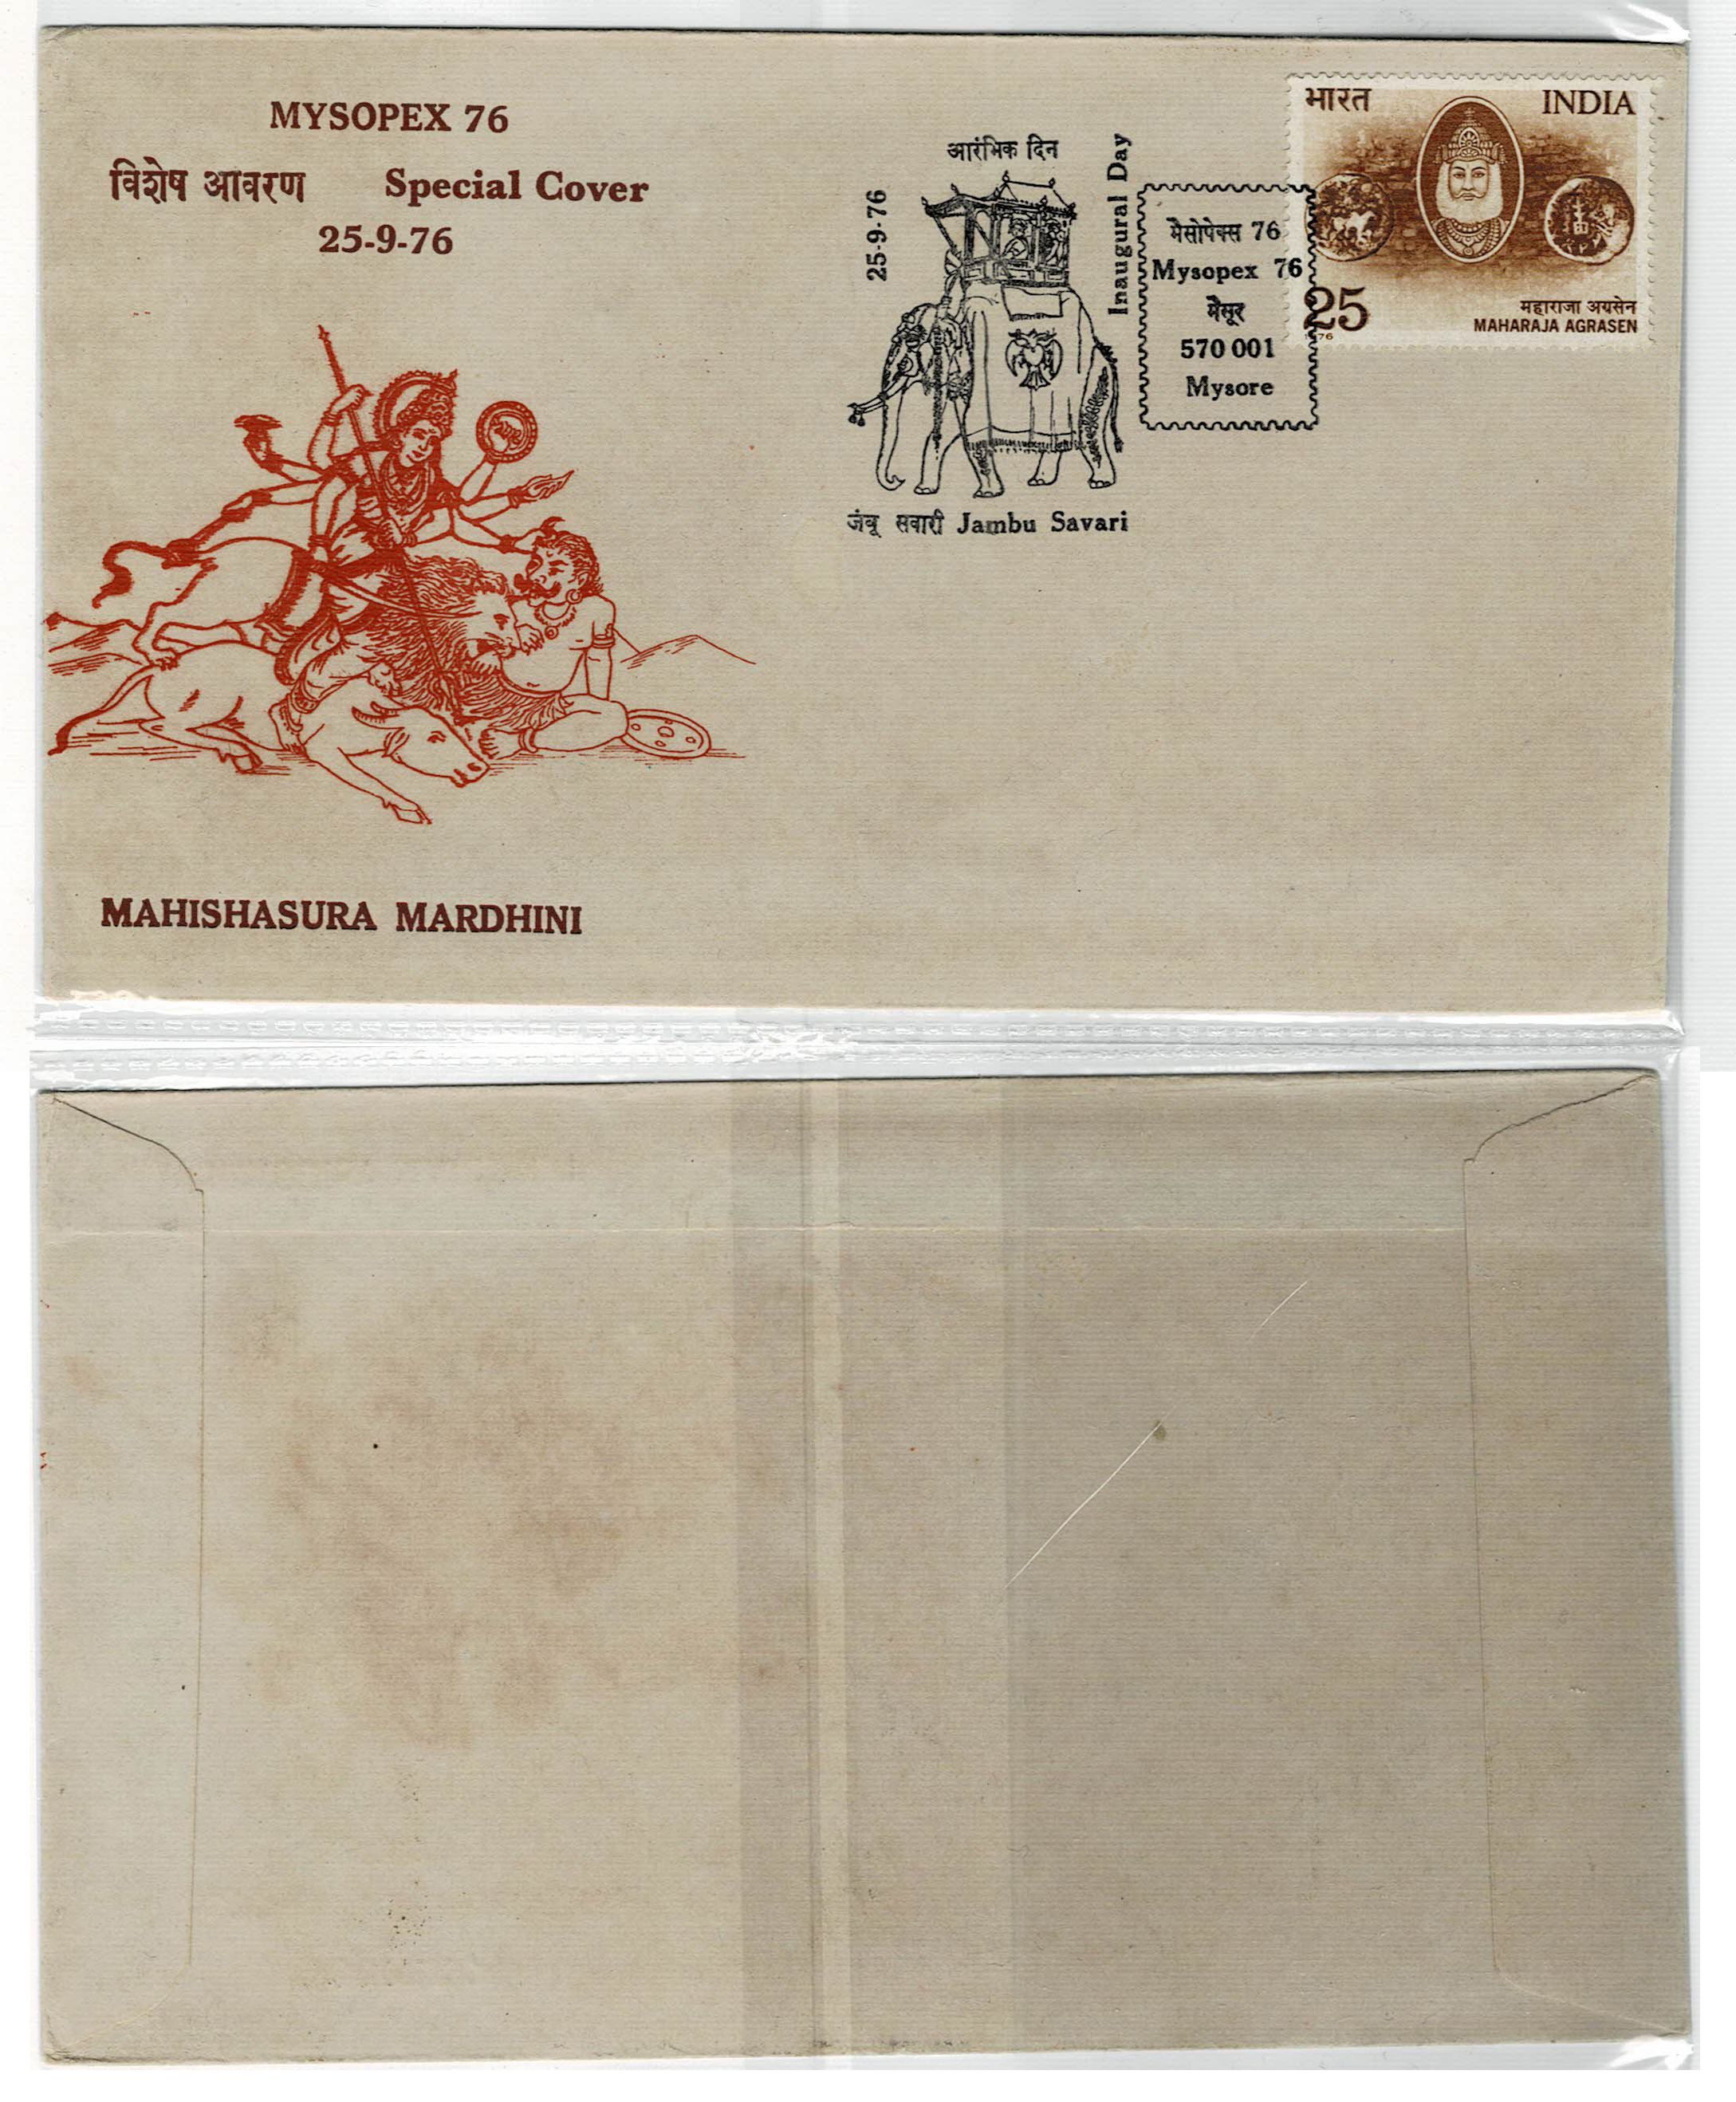 MYSOPEX 76
विशेष आवरण Special Cover
25-9-76
MAHISHASURA MARDHINI
आरंभिक दिन
25-9-76
Inaugural Day
जंबू सवारी Jambu Savari
मैसोपेक्स 76
Mysopex 76
मैसूर
570 001
Mysore
भारत INDIA
25
महाराजा अग्रसेन
MAHARAJA AGRASEN